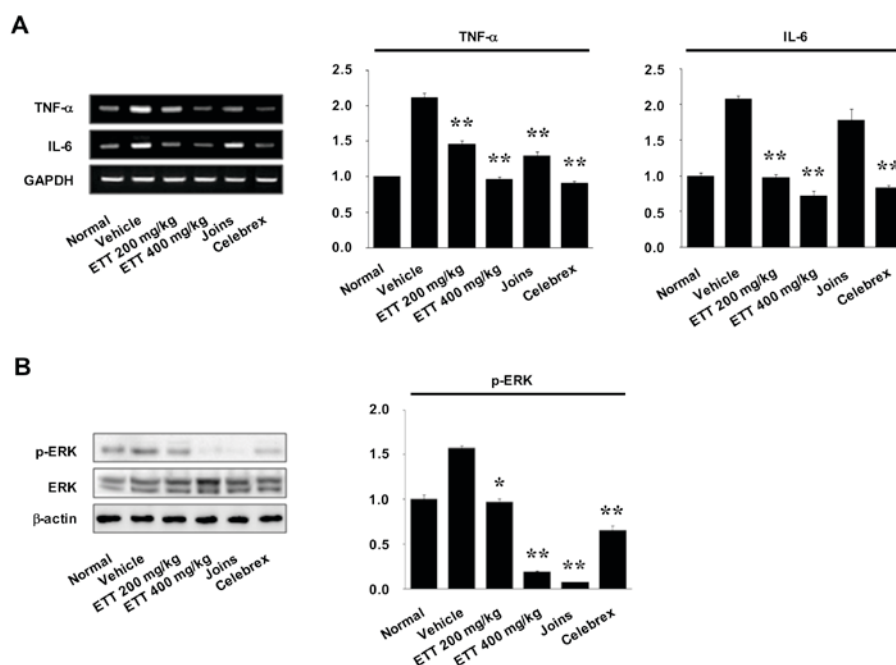 A
TNF-α
IL-6
GAPDH
Normal
Vehicle
ETT 200 mg/kg
ETT 400 mg/kg
Joins
Celebrex
TNF-α
2.5
2.0
1.5
1.0
0.5
0.0
**
**
**
**
Normal
Vehicle
ETT 200 mg/kg
ETT 400 mg/kg
Joins
Celebrex
IL-6
2.5
2.0
1.5
1.0
0.5
0.0
**
**
**
Normal
Vehicle
ETT 200 mg/kg
ETT 400 mg/kg
Joins
Celebrex
B
p-ERK
ERK
β-actin
Normal
Vehicle
ETT 200 mg/kg
ETT 400 mg/kg
Joins
Celebrex
p-ERK
2.0
1.5
1.0
0.5
0.0
*
**
**
**
Normal
Vehicle
ETT 200 mg/kg
ETT 400 mg/kg
Joins
Celebrex